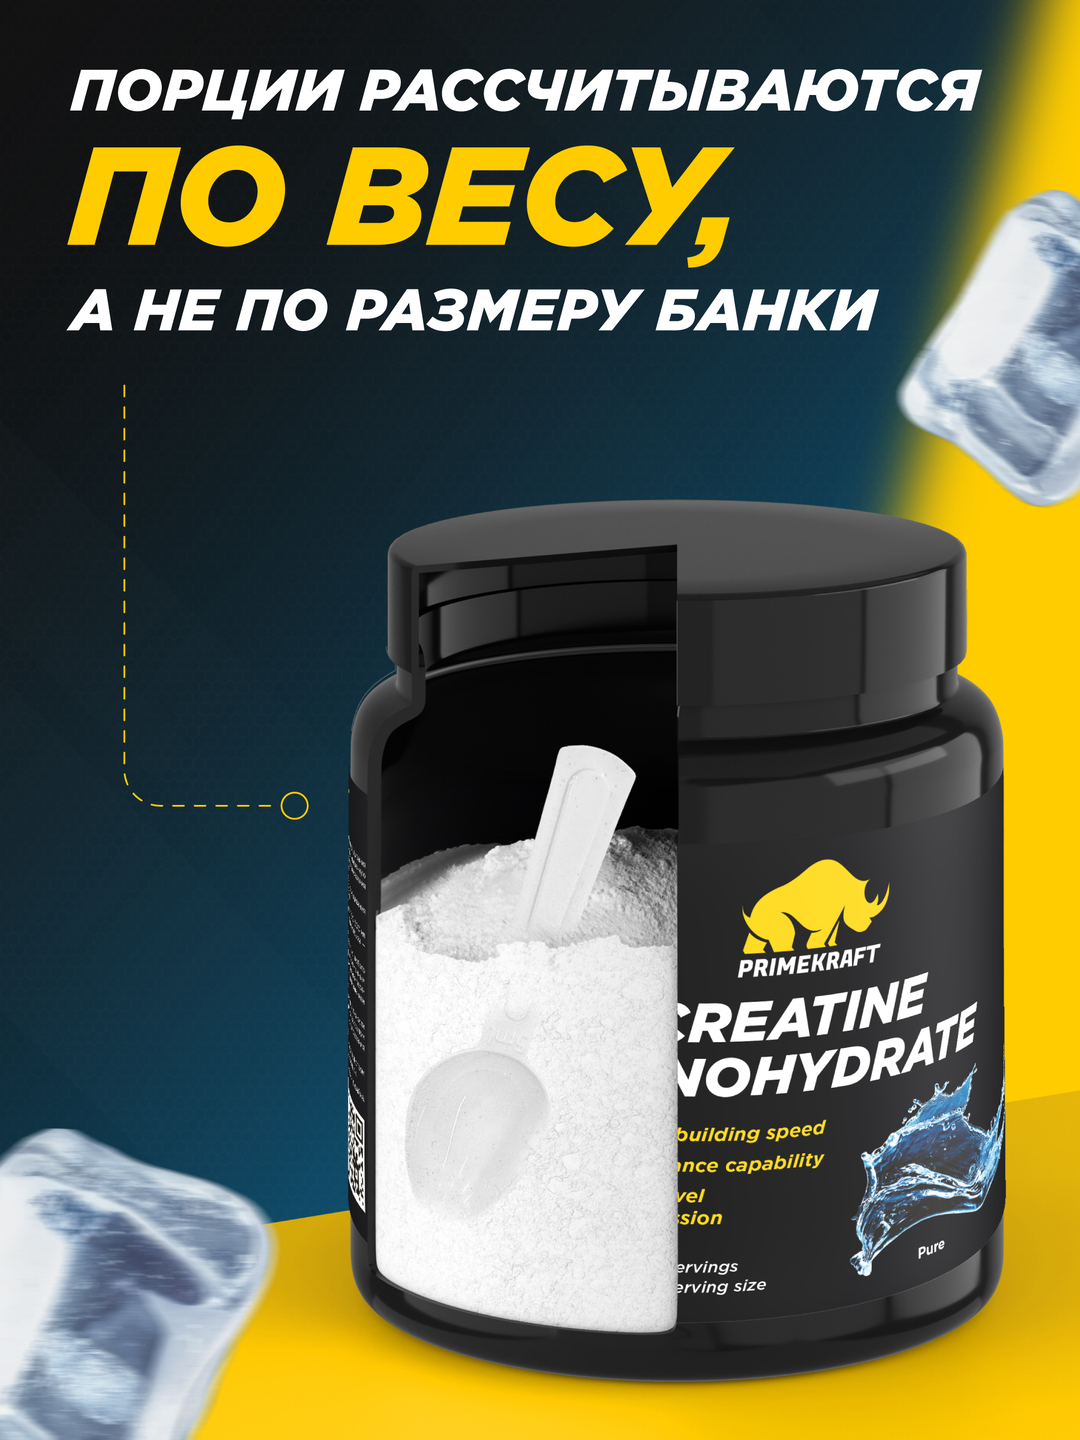 ПОРЦИИ РАССЧИТЫВАЮТСЯ
ПО ВЕСУ,
А НЕ ПО РАЗМЕРУ БАНКИ
PRIMEKRAFT
CREATINE
NOHYDRATE
building speed
ance capability
vel
ssion
ervings
erving size
Pure